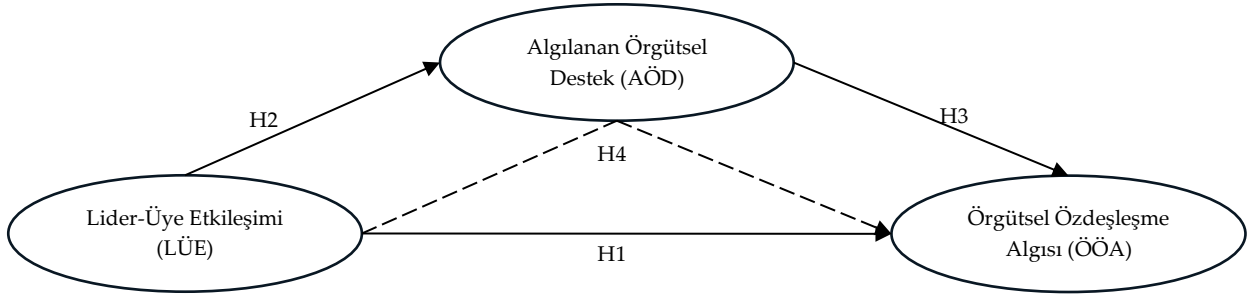 Algılanan Örgütsel
Destek (AÖD)
H2
H3
H4
Lider-Üye Etkileşimi
(LÜE)
Örgütsel Özdeşleşme
Algısı (ÖÖA)
H1